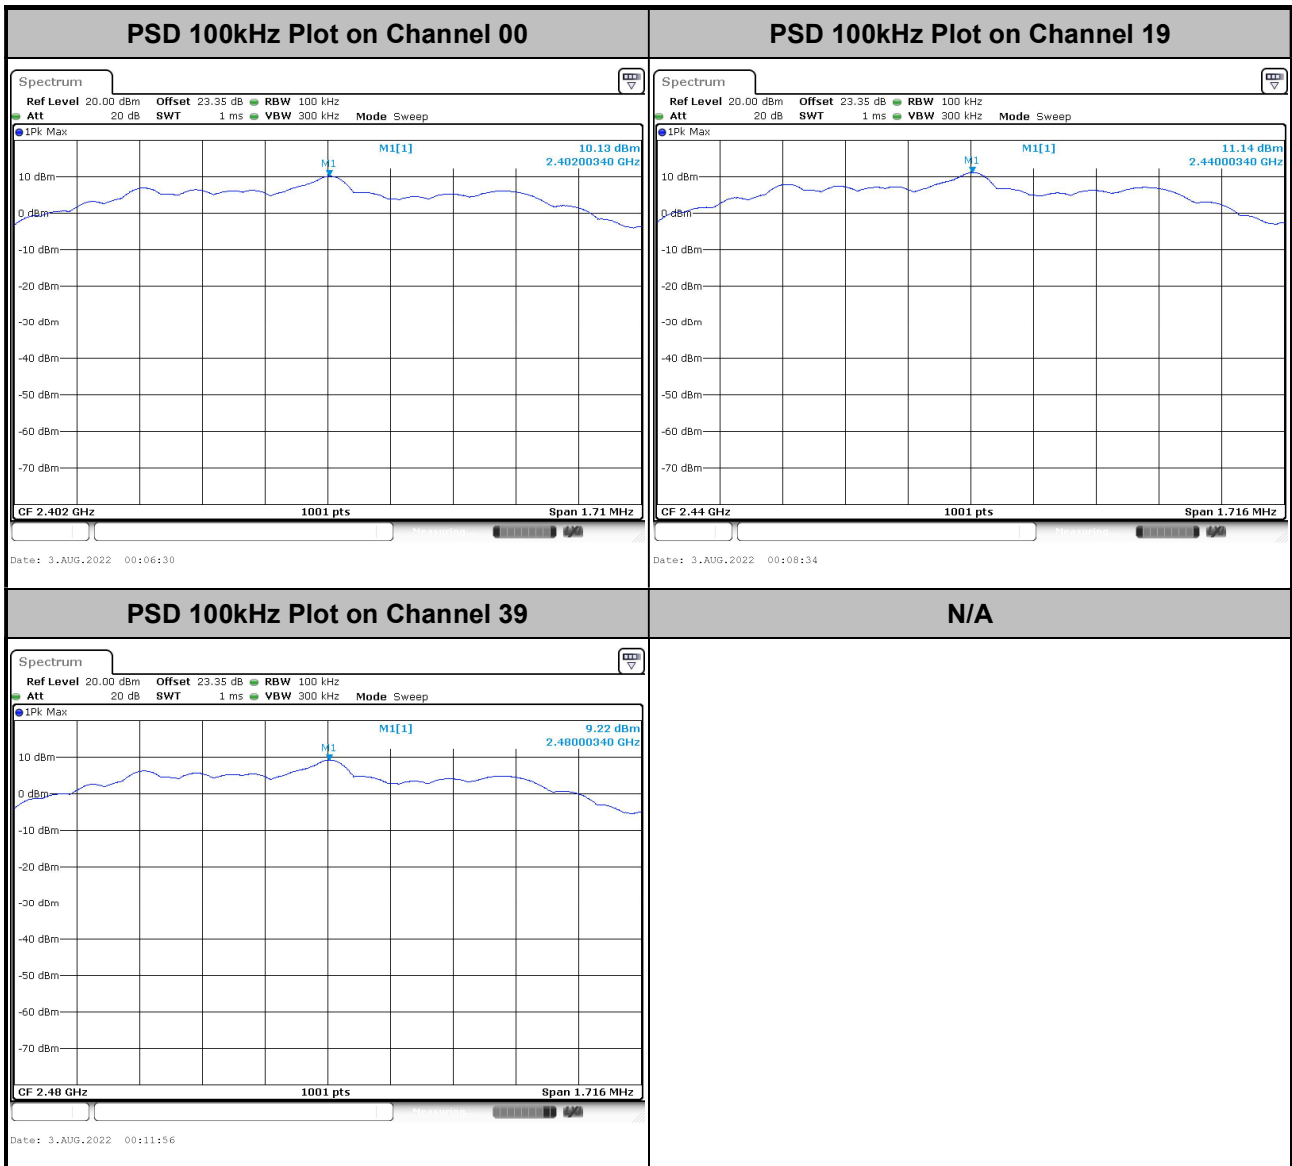 PSD 100kHz Plot on Channel 00
PSD 100kHz Plot on Channel 19
Spectrum
Ref Level 20.00 dBm Offset 23.35 dB RBW 100 kHz
Att 20 dB SWT 1 ms VBW 300 kHz Mode Sweep
1Pk Max
M1[1] 10.13 dBm
2.40200340 GHz
M1
10 dBm
0 dBm
-10 dBm
-20 dBm
-30 dBm
-40 dBm
-50 dBm
-60 dBm
-70 dBm
CF 2.402 GHz 1001 pts Span 1.71 MHz
Date: 3.AUG.2022 00:06:30
Spectrum
Ref Level 20.00 dBm Offset 23.35 dB RBW 100 kHz
Att 20 dB SWT 1 ms VBW 300 kHz Mode Sweep
1Pk Max
M1[1] 11.14 dBm
2.44000340 GHz
M1
10 dBm
0 dBm
-10 dBm
-20 dBm
-30 dBm
-40 dBm
-50 dBm
-60 dBm
-70 dBm
CF 2.44 GHz 1001 pts Span 1.716 MHz
Date: 3.AUG.2022 00:08:34
PSD 100kHz Plot on Channel 39
N/A
Spectrum
Ref Level 20.00 dBm Offset 23.35 dB RBW 100 kHz
Att 20 dB SWT 1 ms VBW 300 kHz Mode Sweep
1Pk Max
M1[1] 9.22 dBm
2.48000340 GHz
M1
10 dBm
0 dBm
-10 dBm
-20 dBm
-30 dBm
-40 dBm
-50 dBm
-60 dBm
-70 dBm
CF 2.48 GHz 1001 pts Span 1.716 MHz
Date: 3.AUG.2022 00:11:56